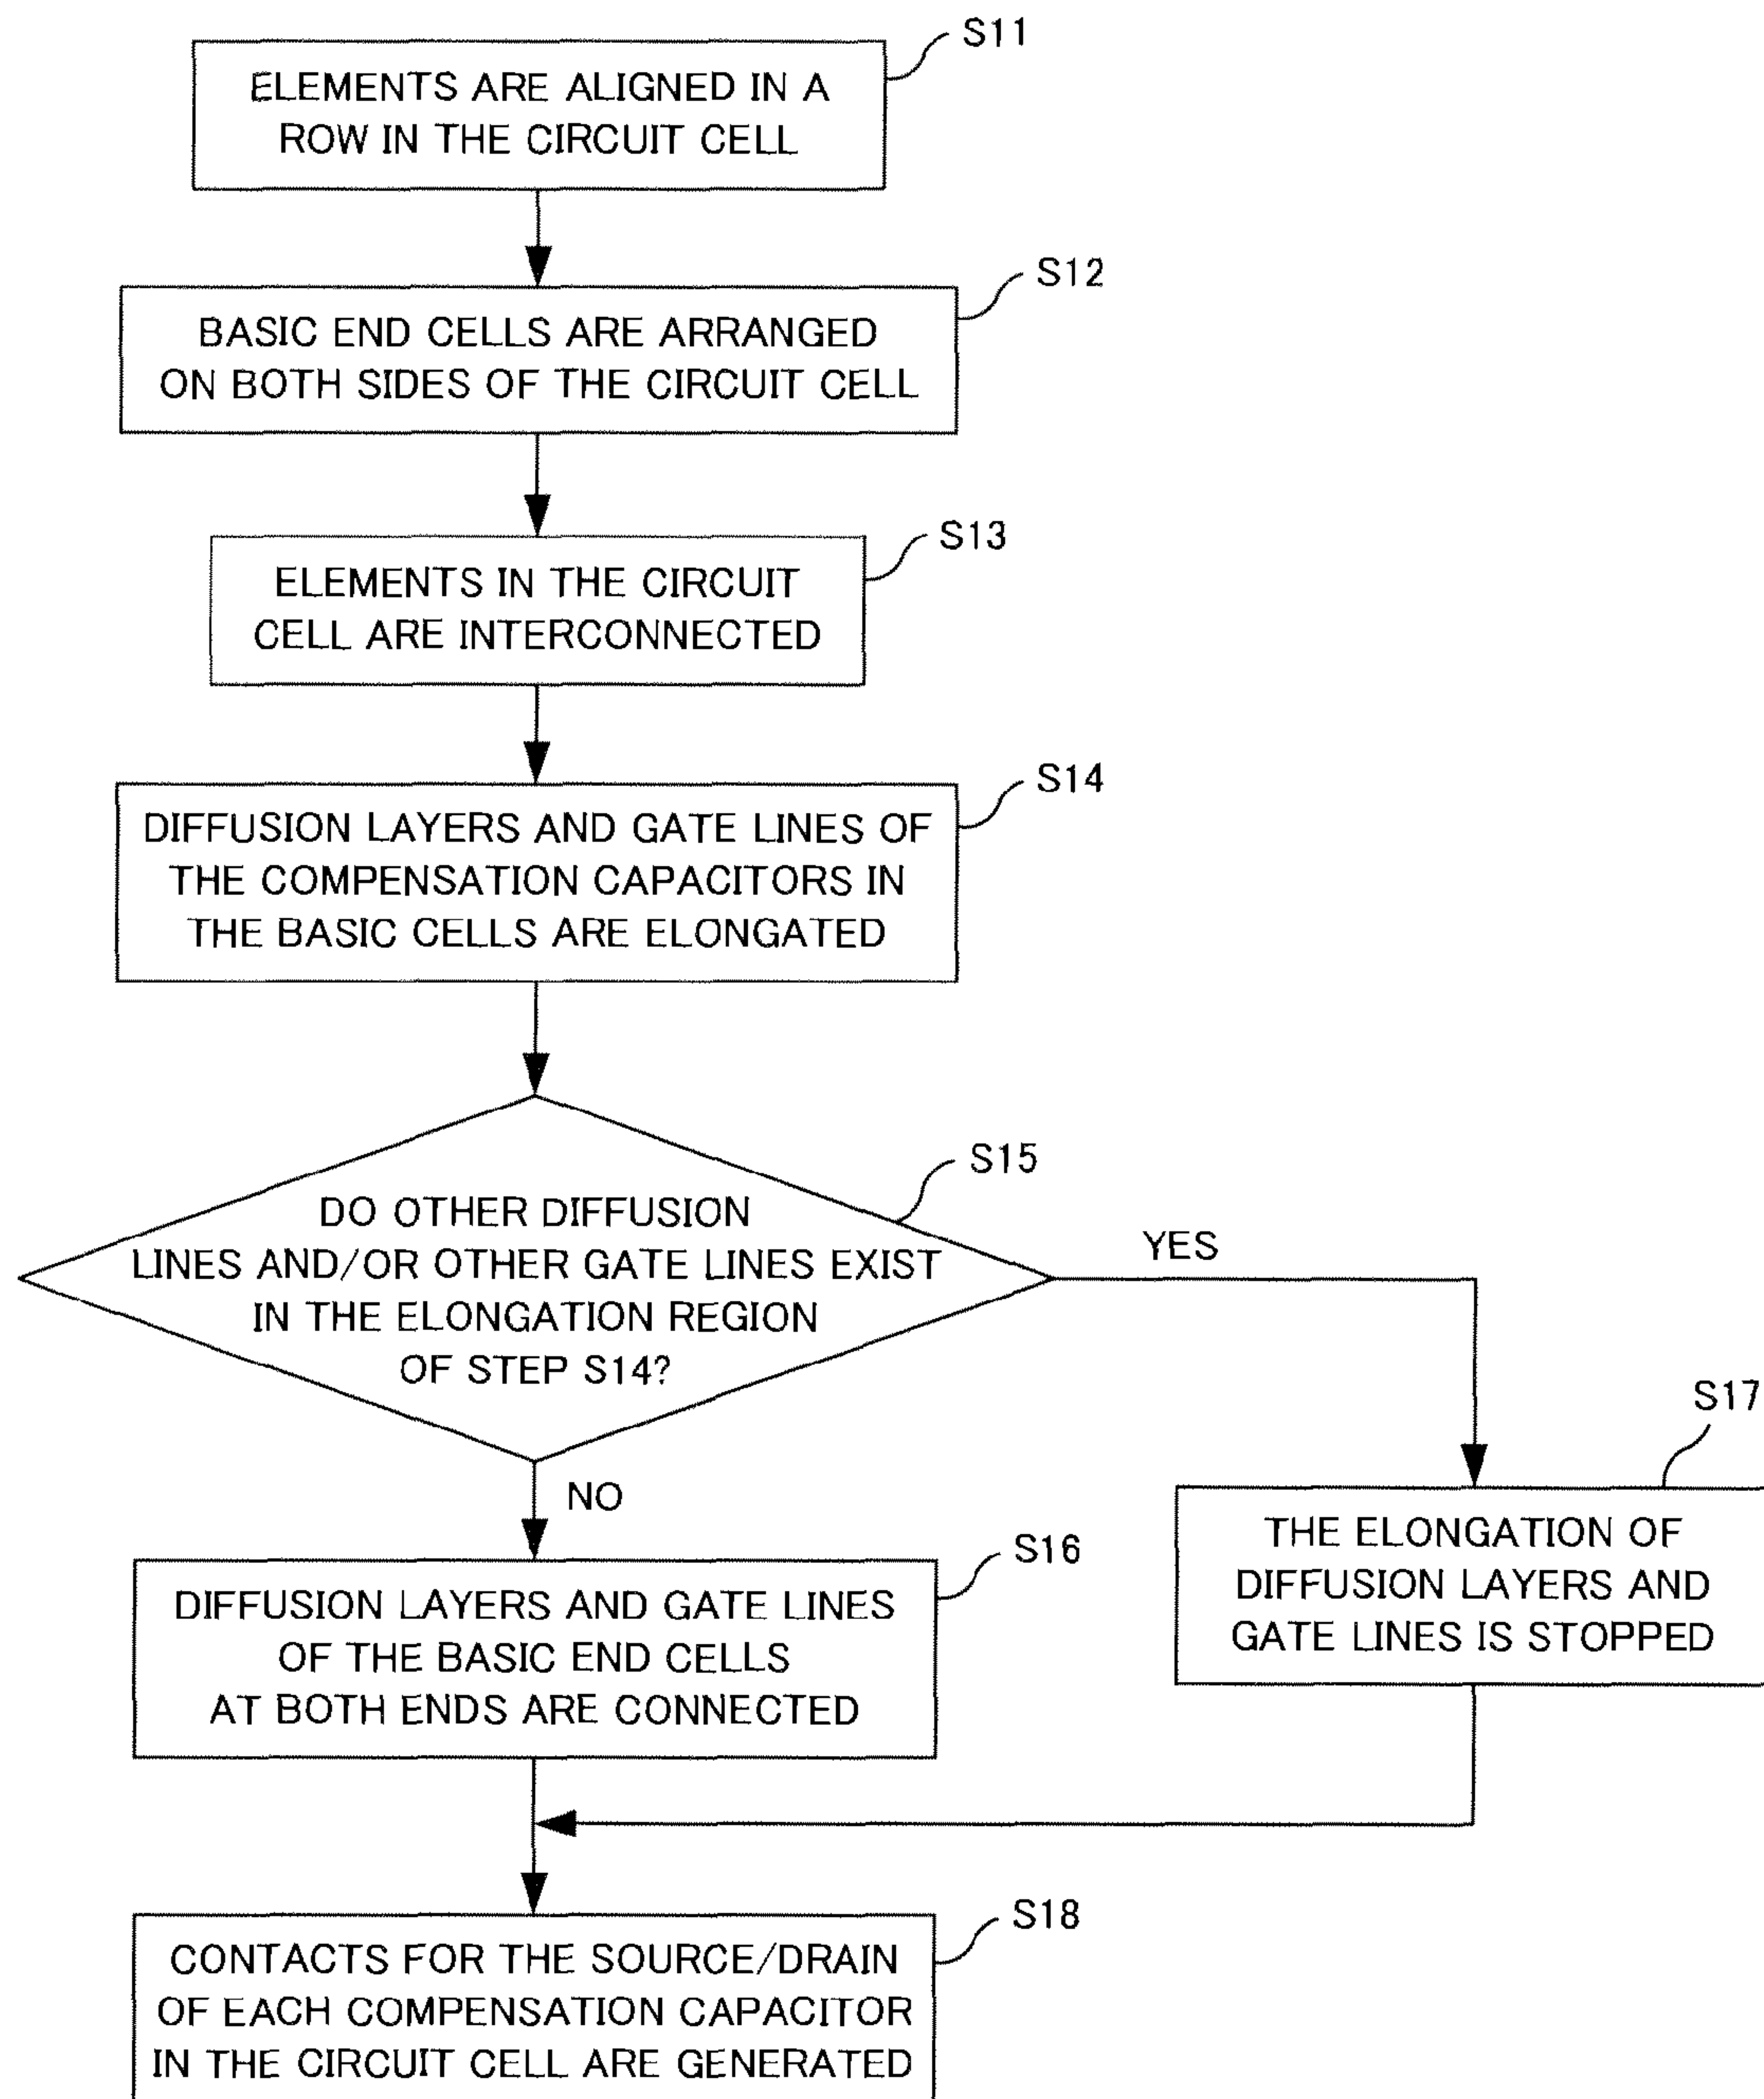 S11
ELEMENTS ARE ALIGNED IN A
ROW IN THE CIRCUIT CELL
S12
BASIC END CELLS ARE ARRANGED
ON BOTH SIDES OF THE CIRCUIT CELL
S13
ELEMENTS IN THE CIRCUIT
CELL ARE INTERCONNECTED
S14
DIFFUSION LAYERS AND GATE LINES OF
THE COMPENSATION CAPACITORS IN
THE BASIC CELLS ARE ELONGATED
S15
DO OTHER DIFFUSION
LINES AND/OR OTHER GATE LINES EXIST
IN THE ELONGATION REGION
OF STEP S14?
YES
NO
S17
THE ELONGATION OF
DIFFUSION LAYERS AND
GATE LINES IS STOPPED
S16
DIFFUSION LAYERS AND GATE LINES
OF THE BASIC END CELLS
AT BOTH ENDS ARE CONNECTED
S18
CONTACTS FOR THE SOURCE/DRAIN
OF EACH COMPENSATION CAPACITOR
IN THE CIRCUIT CELL ARE GENERATED